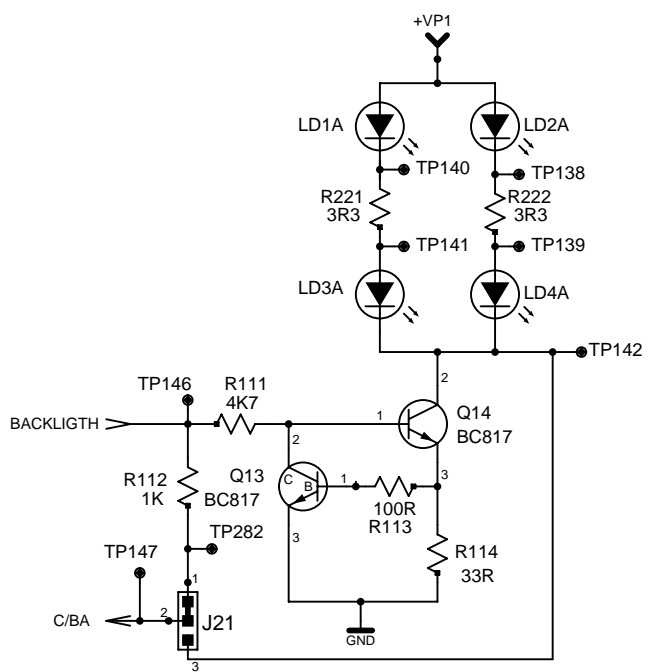 +VP1
LD1A
LD2A
TP140
TP138
R221
3R3
R222
3R3
TP141
TP139
LD3A
LD4A
TP142
TP146
R111
4K7
2
BACKLIGTH
1
Q14
BC817
2
Q13
C
B
1
3
R112
1K
BC817
100R
R113
3
R114
33R
TP147
TP282
1
C/BA
2
J21
3
GND